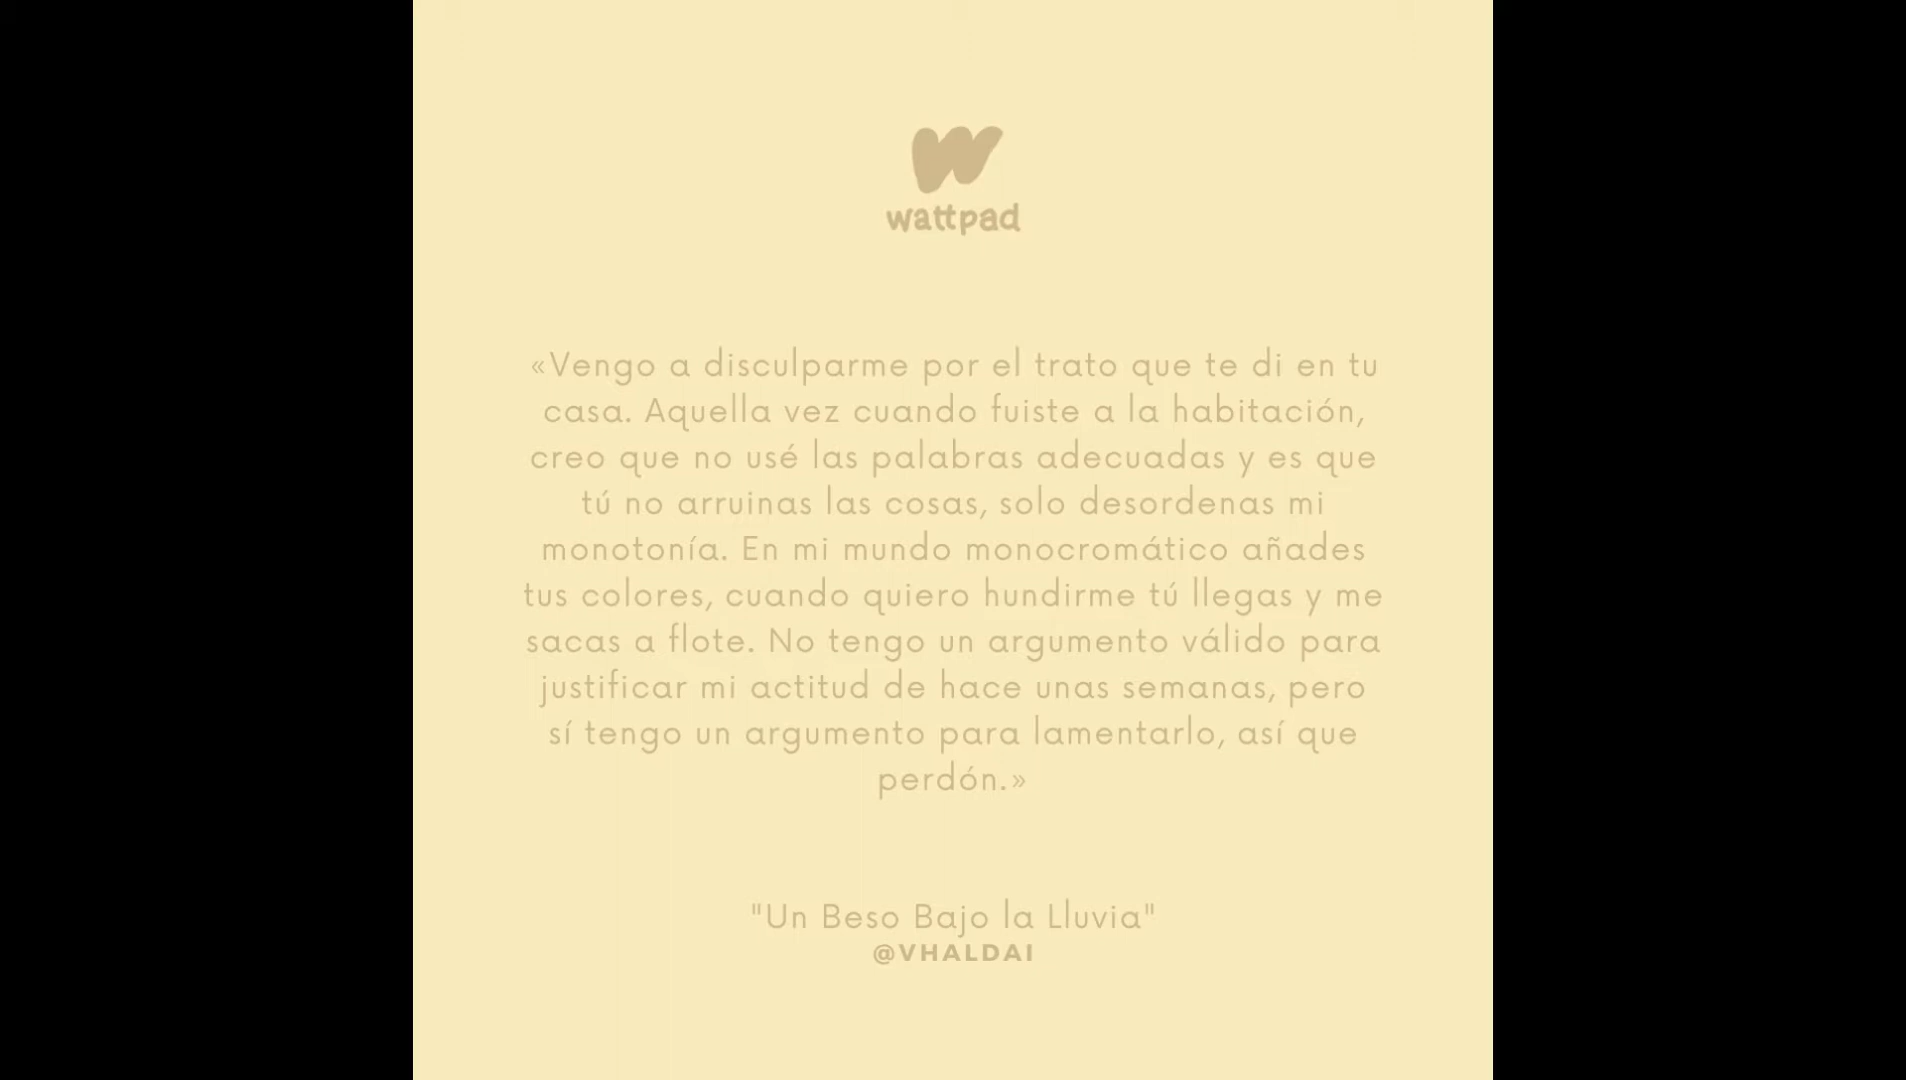 wattpad
«Vengo a disculparme por el trato que te di en tu
casa. Aquella vez cuando fuiste a la habitación,
creo que no usé las palabras adecuadas y es que
tú no arruinas las cosas, solo desordenas mi
monotonía. En mi mundo monocromático añades
tus colores, cuando quiero hundirme tú llegas y me
sacas a flote. No tengo un argumento válido para
justificar mi actitud de hace unas semanas, pero
sí tengo un argumento para lamentarlo, así que
perdón.»
"Un Beso Bajo la Lluvia"
@VHALDAI